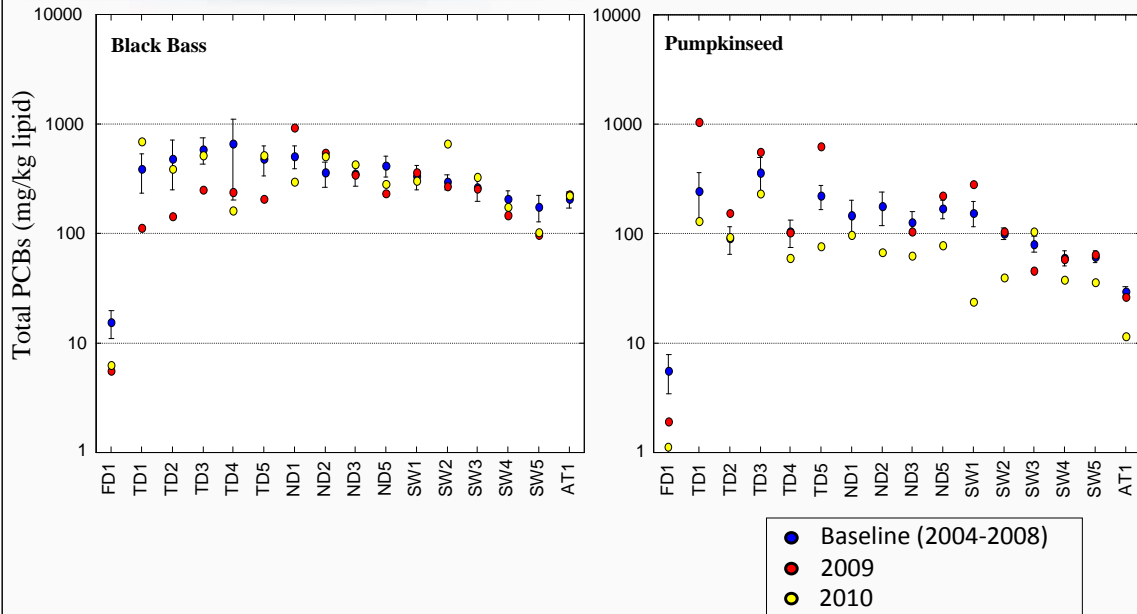 Total PCBs (mg/kg lipid)
Black Bass
10000
1000
100
10
1
FD1
TD1
TD2
TD3
TD4
TD5
ND1
ND2
ND3
ND5
SW1
SW2
SW3
SW4
SW5
AT1
Pumpkinseed
10000
1000
100
10
1
FD1
TD1
TD2
TD3
TD4
TD5
ND1
ND2
ND3
ND5
SW1
SW2
SW3
SW4
SW5
AT1
Baseline (2004-2008)
2009
2010